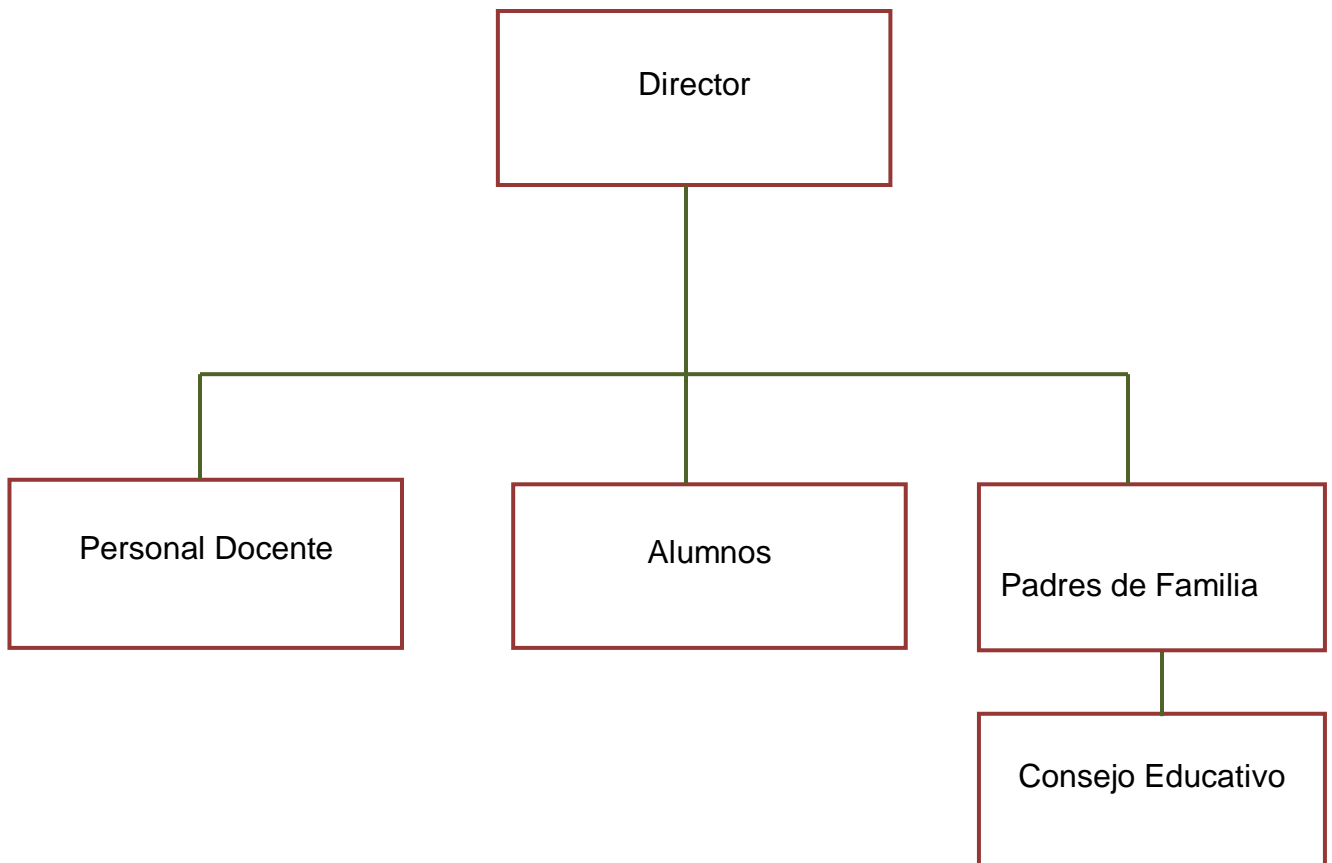 Director
Personal Docente
Alumnos
Padres de Familia
Consejo Educativo